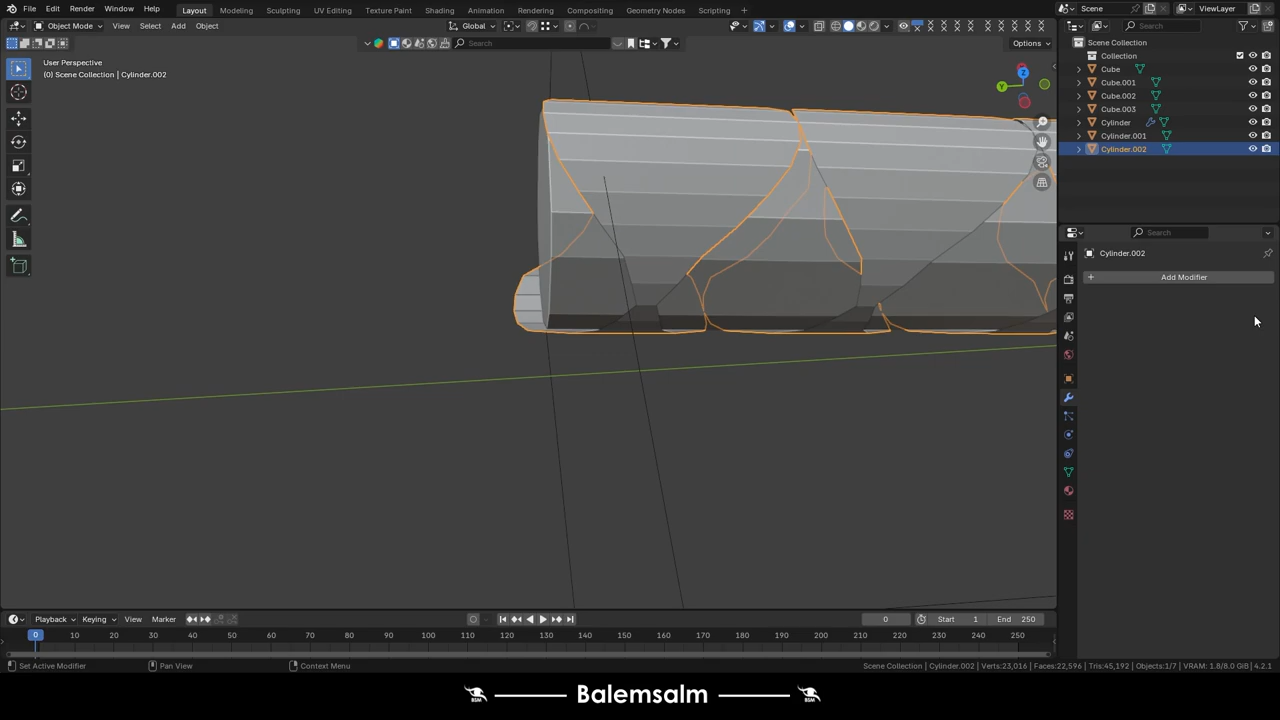 File Edit Render Window Help Layout Modeling Sculpting UV Editing Texture Paint Shading Animation Rendering Compositing Geometry Nodes Scripting + Scene ViewLayer
Object Mode View Select Add Object Global Search
Search Options
User Perspective
(0) Scene Collection | Cylinder.002
Z
Y
Scene Collection
Collection
Cube
Cube.001
Cube.002
Cube.003
Cylinder
Cylinder.001
Cylinder.002
Search
Cylinder.002
+ Add Modifier
Playback Keying View Marker 0 Start 1 End 250
0 10 20 30 40 50 60 70 80 90 100 110 120 130 140 150 160 170 180 190 200 210 220 230 240 250
Set Active Modifier Pan View Context Menu Scene Collection | Cylinder.002 | Verts:23,016 | Faces:22,596 | Tris:45,192 | Objects:1/7 | VRAM: 1.8/8.0 GiB | 4.2.1
BSM Balemsalm BSM